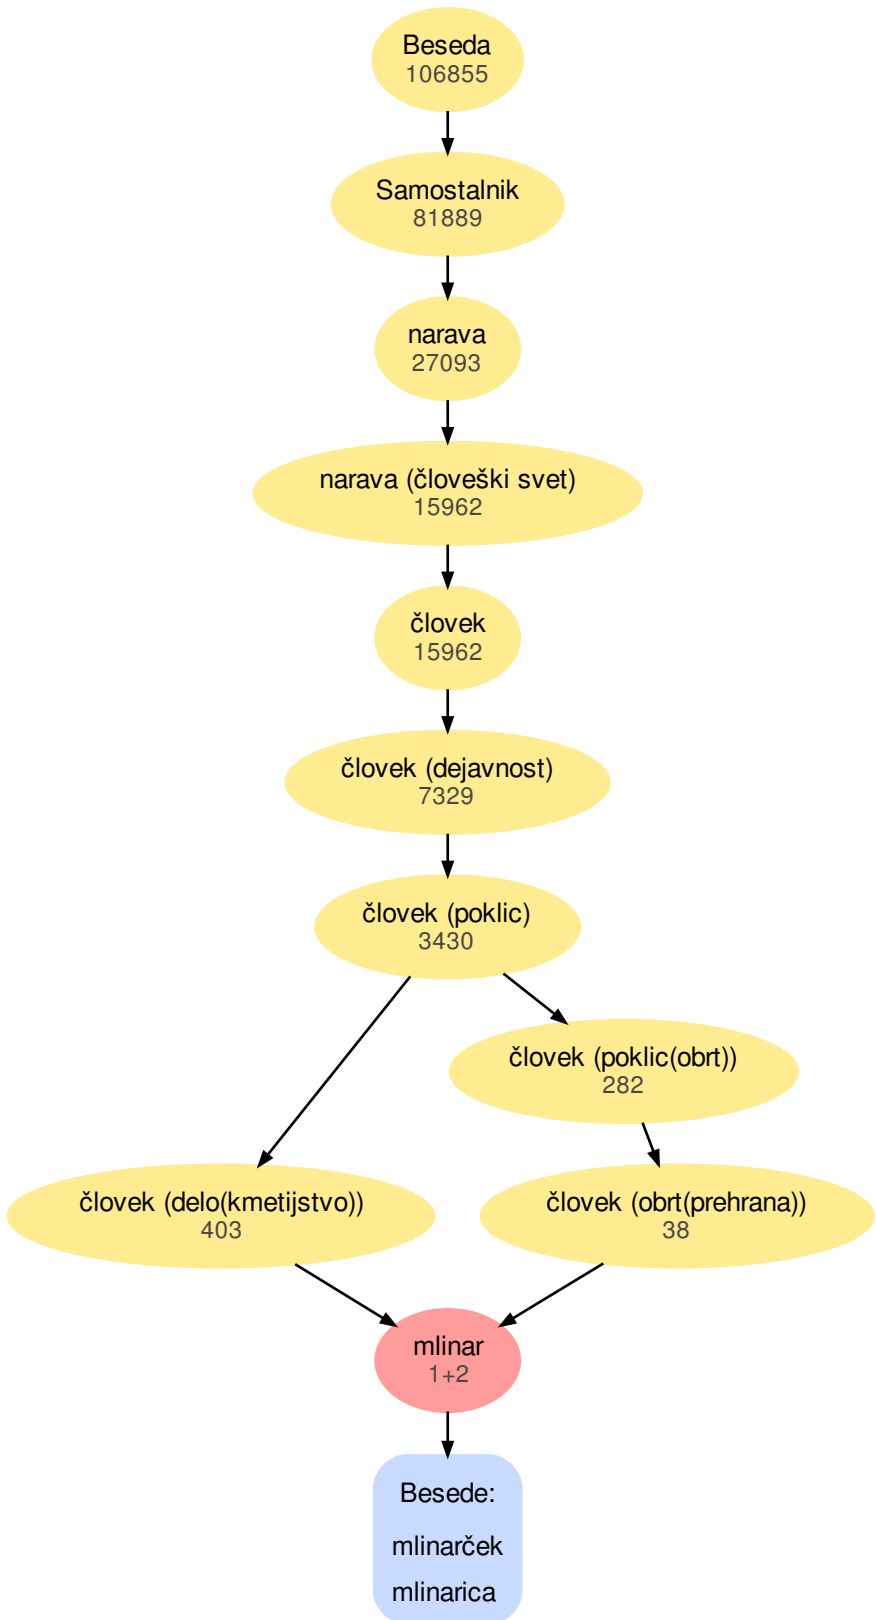 Beseda
106855
Samostalnik
81889
narava
27093
narava (človeški svet)
15962
človek
15962
človek (dejavnost)
7329
človek (poklic)
3430
človek (poklic(obrt))
282
človek (delo(kmetijstvo))
403
človek (obrt(prehrana))
38
mlinar
1+2
Besede:
mlinarček
mlinarica